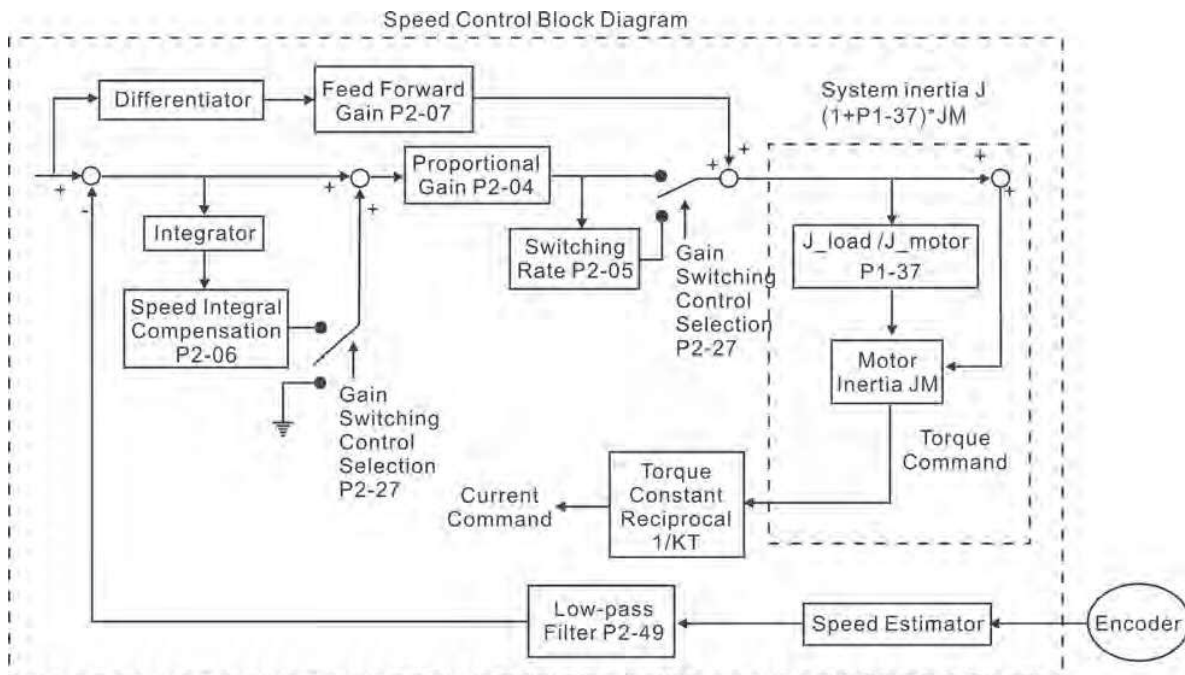 Speed Control Block Diagram
Differentiator
Feed Forward
Gain P2-07
System inertia J
(1+P1-37)*JM
+
-
+
+
Proportional
Gain P2-04
+
+
+
+
Integrator
Switching
Rate P2-05
Gain
Switching
Control
Selection
P2-27
J_load /J_motor
P1-37
Speed Integral
Compensation
P2-06
Motor
Inertia JM
Gain
Switching
Control
Selection
P2-27
Torque
Command
Current
Command
Torque
Constant
Reciprocal
1/KT
Low-pass
Filter P2-49
Speed Estimator
Encoder